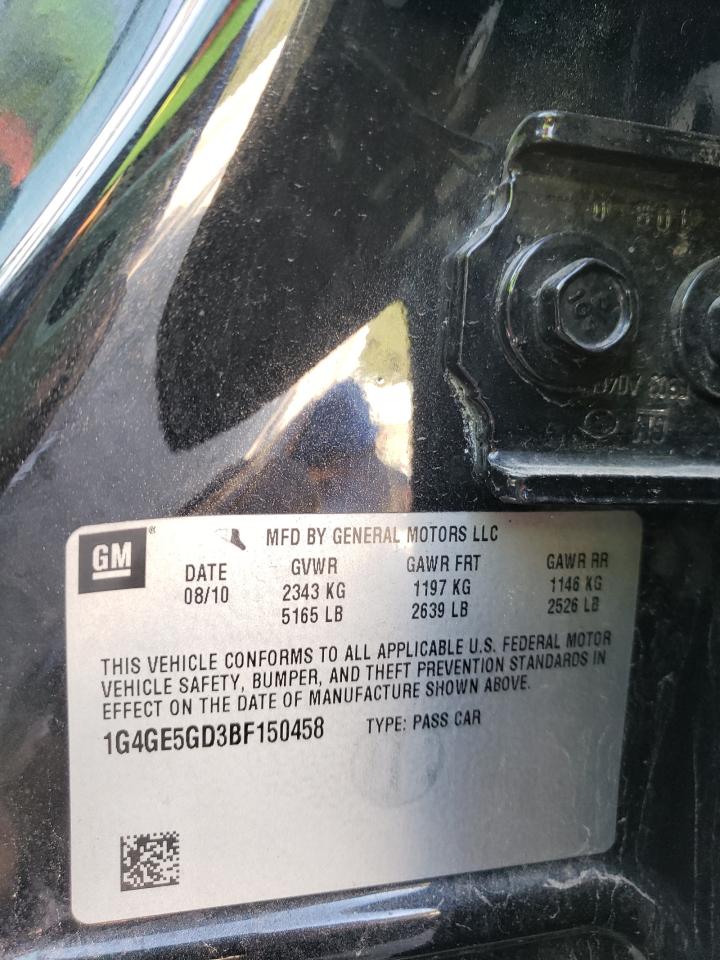 GM
MFD BY GENERAL MOTORS LLC
DATE GVWR GAWR FRT GAWR RR
08/10 2343 KG 1197 KG 1146 KG
5165 LB 2639 LB 2526 LB
THIS VEHICLE CONFORMS TO ALL APPLICABLE U.S. FEDERAL MOTOR
VEHICLE SAFETY, BUMPER, AND THEFT PREVENTION STANDARDS IN
EFFECT ON THE DATE OF MANUFACTURE SHOWN ABOVE.
1G4GE5GD3BF150458 TYPE: PASS CAR